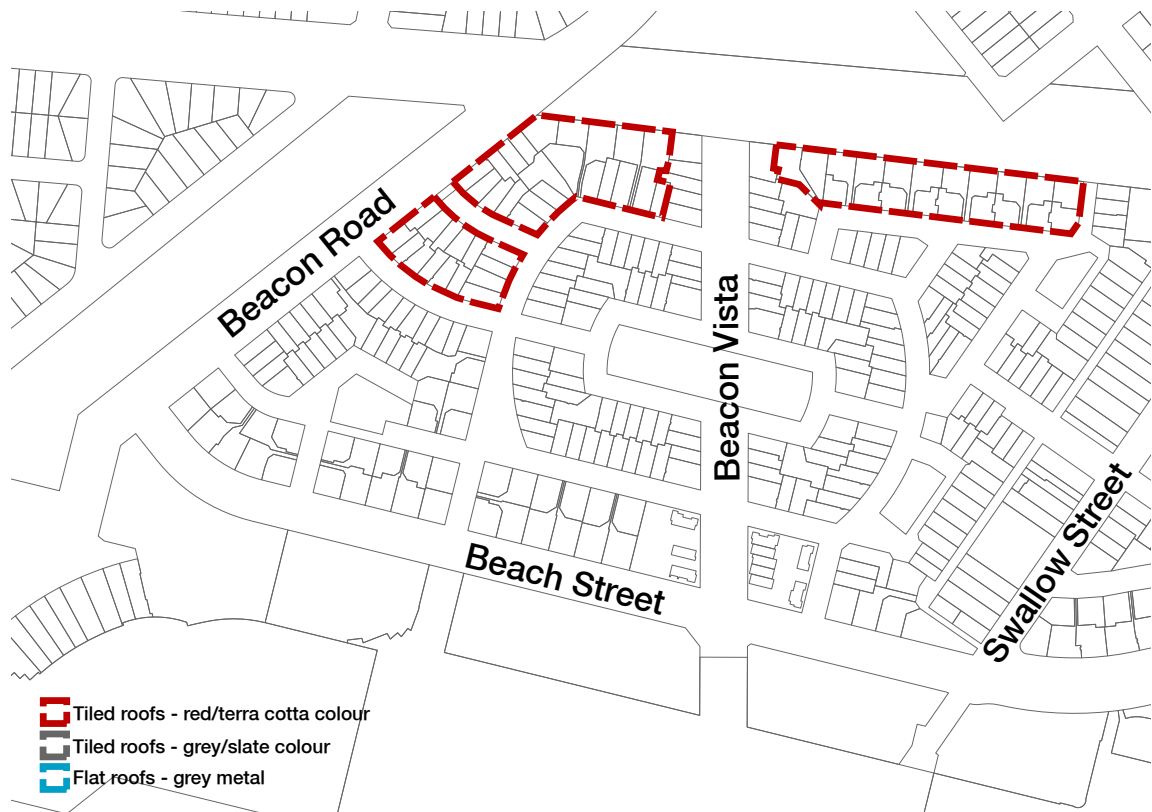 Beacon Road
Beacon Vista
Beach Street
Swallow Street
Tiled roofs - red/terra cotta colour
Tiled roofs - grey/slate colour
Flat roofs - grey metal